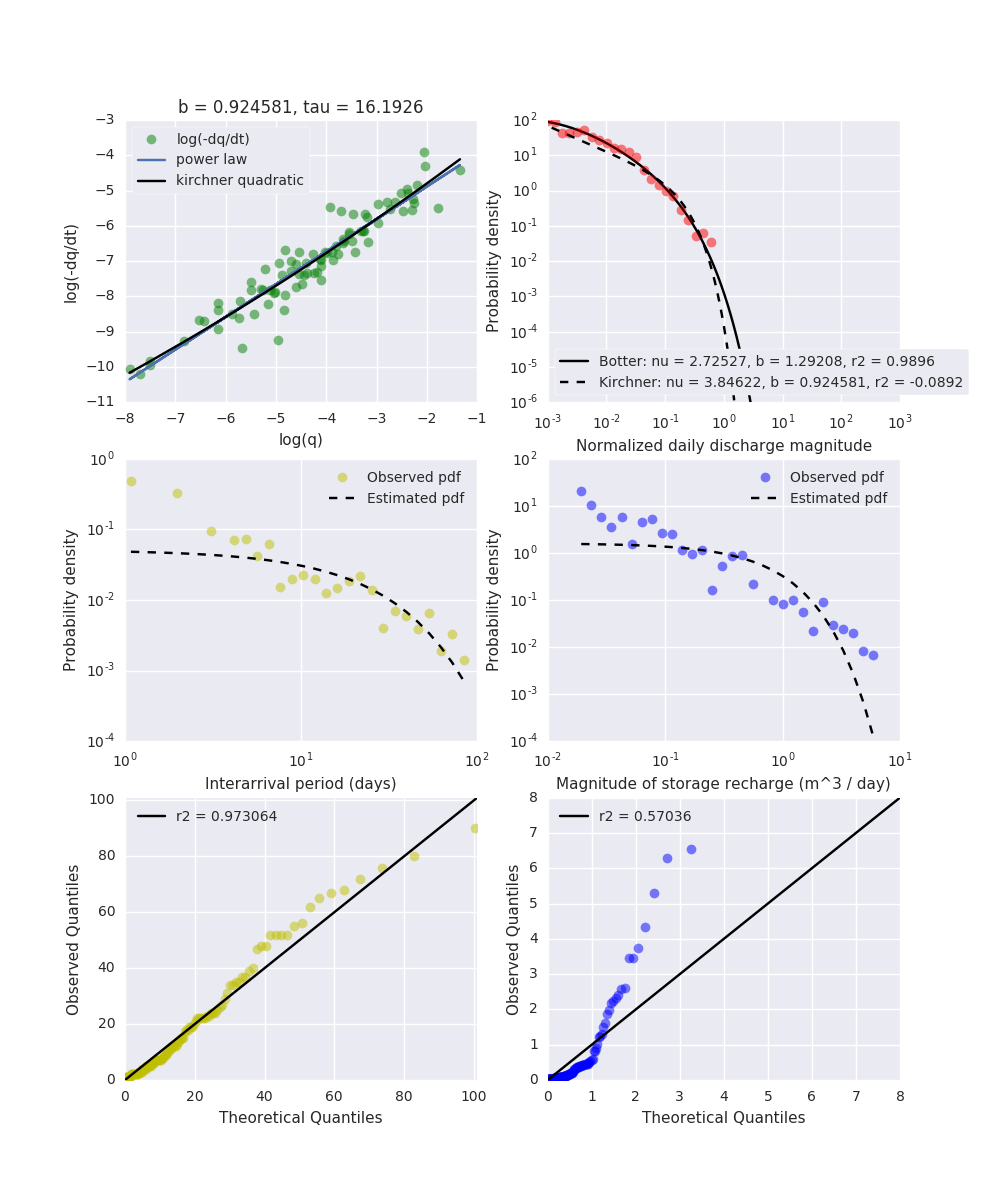 b = 0.924581, tau = 16.1926
−3
−4
−5
−6
−7
−8
−9
−10
−11
log(-dq/dt)
log(-dq/dt)
power law
kirchner quadratic
−8 −7 −6 −5 −4 −3 −2 −1
log(q)
10^2
10^1
10^0
10^-1
10^-2
10^-3
10^-4
10^-5
10^-6
Probability density
Botter: nu = 2.72527, b = 1.29208, r2 = 0.9896
Kirchner: nu = 3.84622, b = 0.924581, r2 = -0.0892
10^-3 10^-2 10^-1 10^0 10^1 10^2 10^3
Normalized daily discharge magnitude
10^0
10^-1
10^-2
10^-3
10^-4
Probability density
Observed pdf
Estimated pdf
10^0 10^1 10^2
Interarrival period (days)
10^2
10^1
10^0
10^-1
10^-2
10^-3
10^-4
Probability density
Observed pdf
Estimated pdf
10^-2 10^-1 10^0 10^1
Magnitude of storage recharge (m^3 / day)
100
80
60
40
20
0
Observed Quantiles
r2 = 0.973064
0 20 40 60 80 100
Theoretical Quantiles
8
7
6
5
4
3
2
1
0
Observed Quantiles
r2 = 0.57036
0 1 2 3 4 5 6 7 8
Theoretical Quantiles